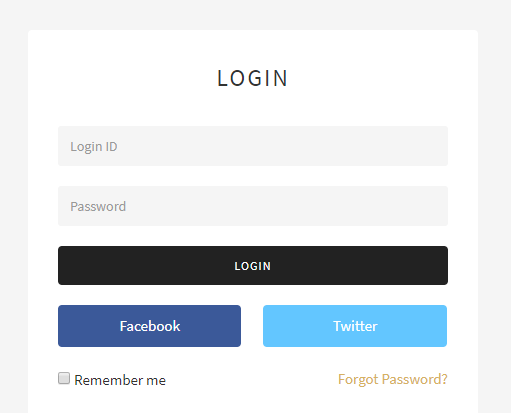 LOGIN
Login ID
Password
LOGIN
Facebook Twitter
Remember me Forgot Password?